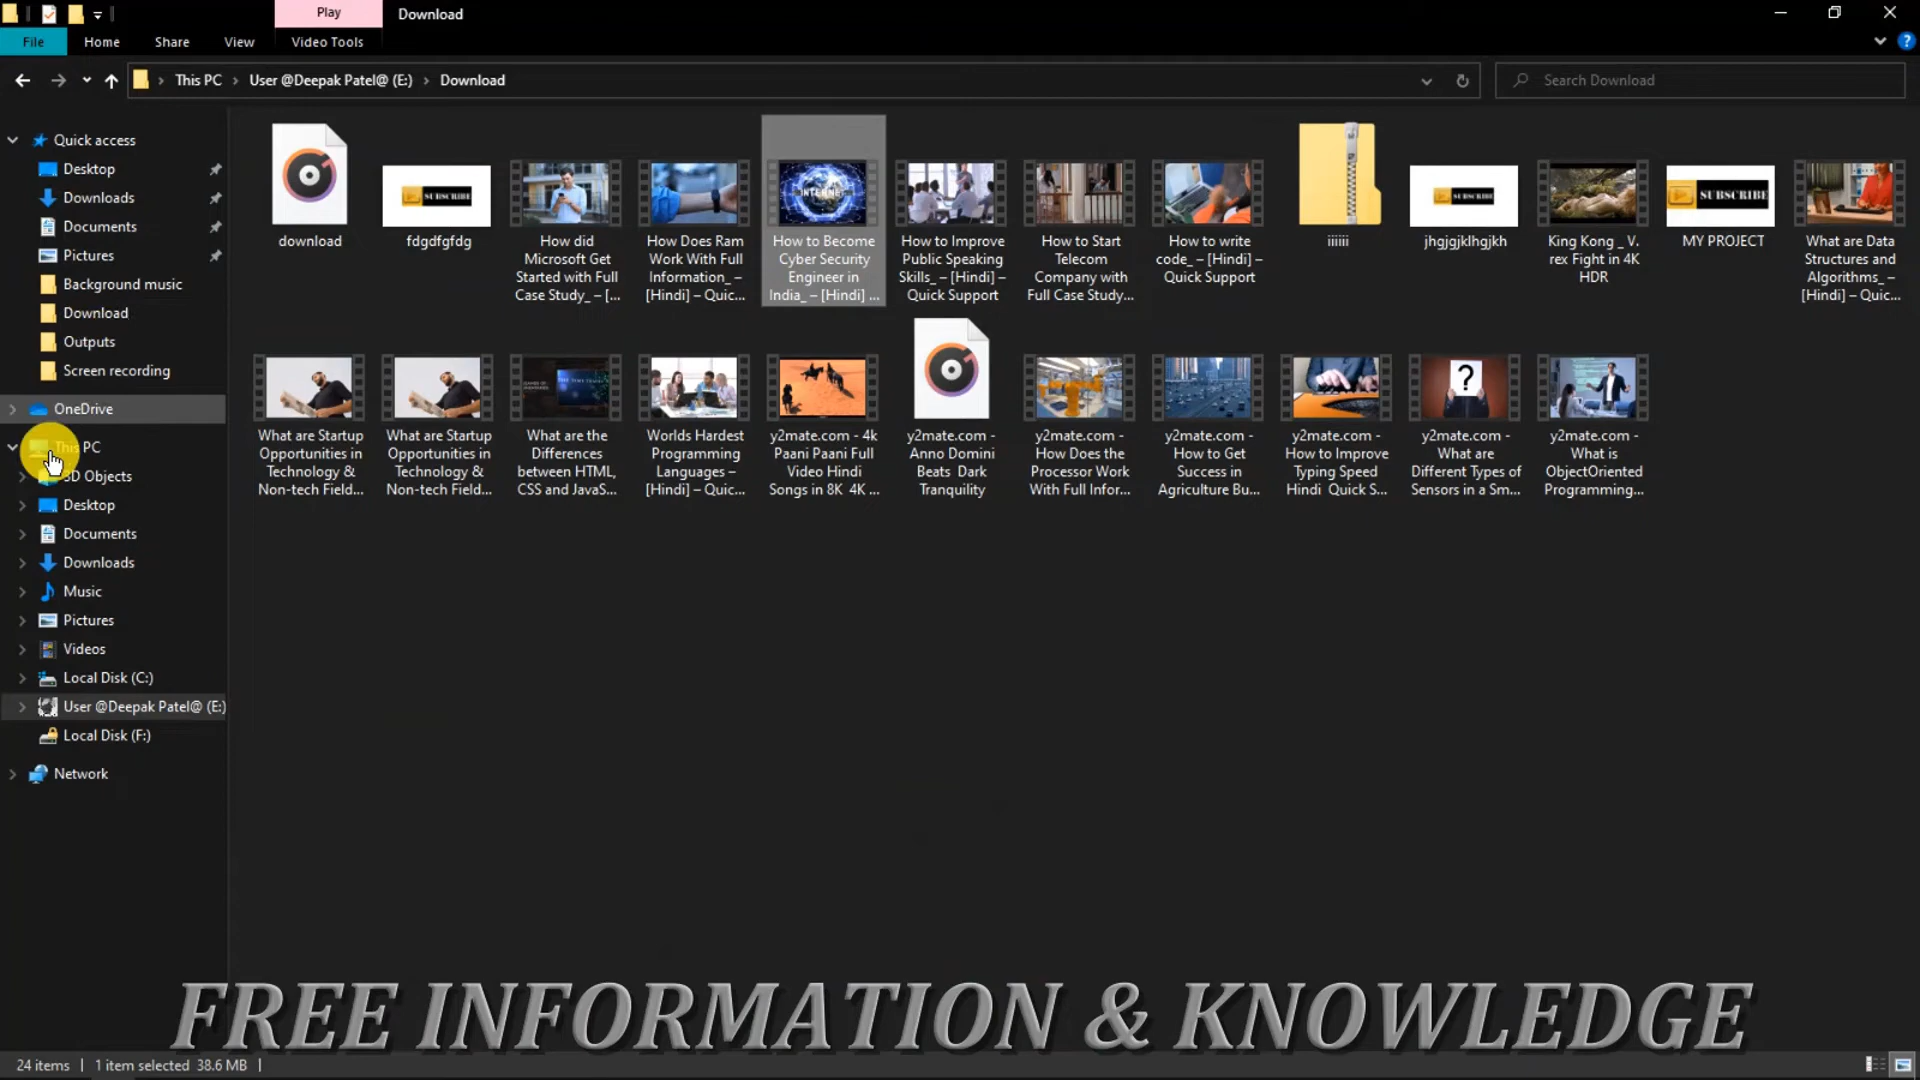 Play
Download
File
Home
Share
View
Video Tools
This PC
User @Deepak Patel@ (E:)
Download
Search Download
Quick access
Desktop
Downloads
Documents
Pictures
Background music
Download
Outputs
Screen recording
OneDrive
This PC
3D Objects
Desktop
Documents
Downloads
Music
Pictures
Videos
Local Disk (C:)
User @Deepak Patel@ (E:)
Local Disk (F:)
Network
download
SUBSCRIBE
fdgdfgfdg
How did
Microsoft Get
Started with Full
Case Study_ – [...
How Does Ram
Work With Full
Information_ –
[Hindi] – Quic...
INTERNET
How to Become
Cyber Security
Engineer in
India_ – [Hindi] ...
How to Improve
Public Speaking
Skills_ – [Hindi] –
Quick Support
How to Start
Telecom
Company with
Full Case Study...
How to write
code_ – [Hindi] –
Quick Support
iiiiii
SUBSCRIBE
jhgjgjklhgjkh
King Kong _ V.
rex Fight in 4K
HDR
SUBSCRIBE
MY PROJECT
What are Data
Structures and
Algorithms_ –
[Hindi] – Quic...
What are Startup
Opportunities in
Technology &
Non-tech Field...
What are Startup
Opportunities in
Technology &
Non-tech Field...
What are the
Differences
between HTML,
CSS and JavaS...
Worlds Hardest
Programming
Languages –
[Hindi] – Quic...
y2mate.com - 4k
Paani Paani Full
Video Hindi
Songs in 8K 4K ...
y2mate.com -
Anno Domini
Beats Dark
Tranquility
y2mate.com -
How Does the
Processor Work
With Full Infor...
y2mate.com -
How to Get
Success in
Agriculture Bu...
y2mate.com -
How to Improve
Typing Speed
Hindi Quick S...
?
y2mate.com -
What are
Different Types of
Sensors in a Sm...
y2mate.com -
What is
ObjectOriented
Programming...
FREE INFORMATION & KNOWLEDGE
24 items
1 item selected 38.6 MB